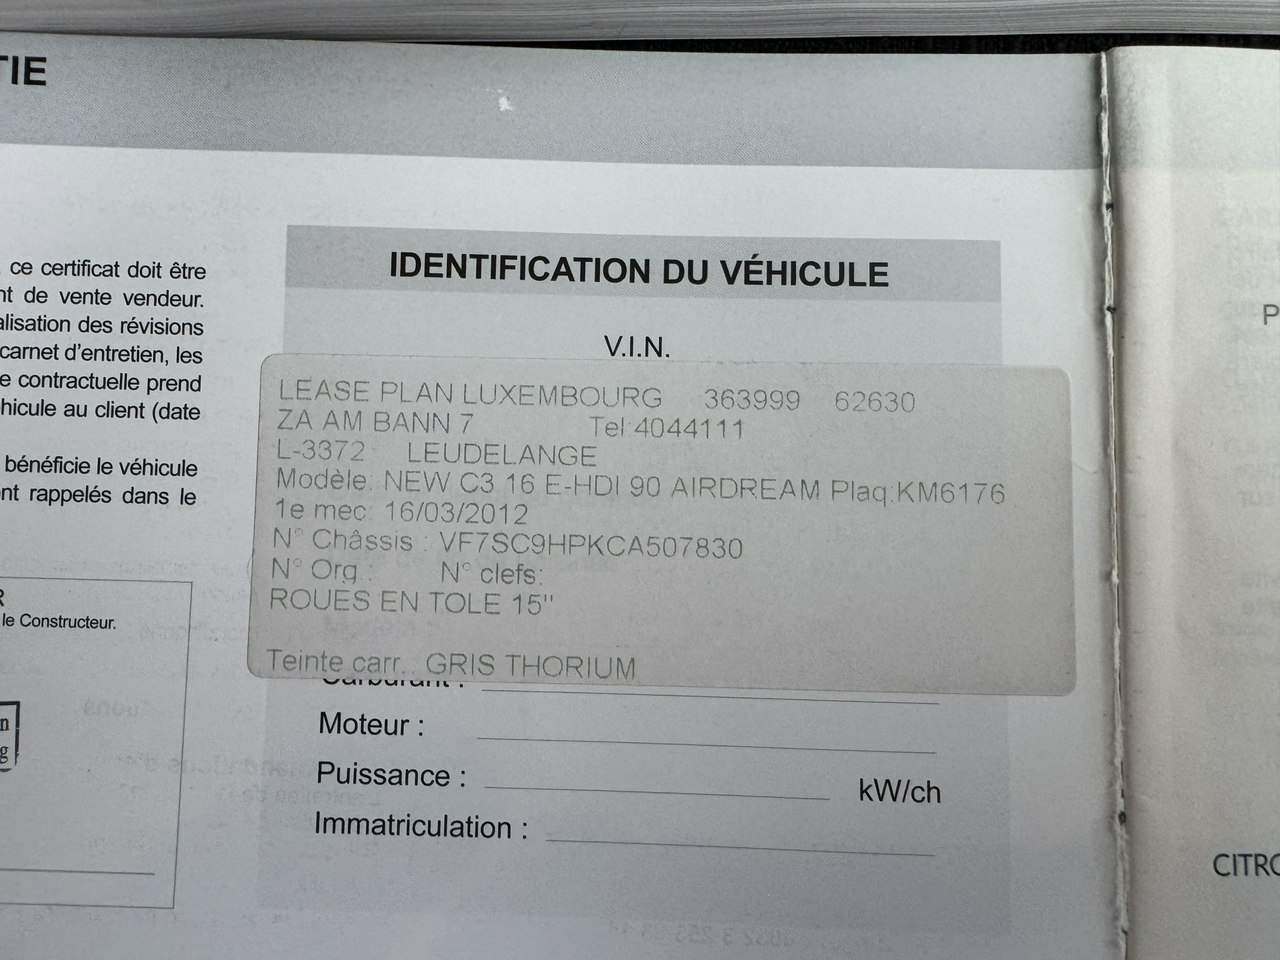 TIE
ce certificat doit être
nt de vente vendeur.
alisation des révisions
carnet d'entretien, les
e contractuelle prend
hicule au client (date
bénéficie le véhicule
nt rappelés dans le
R
le Constructeur.
n
g
IDENTIFICATION DU VÉHICULE
V.I.N.
LEASE PLAN LUXEMBOURG 363999 62630
ZA AM BANN 7 Tel:4044111
L-3372 LEUDELANGE
Modèle: NEW C3 16 E-HDI 90 AIRDREAM Plaq:KM6176
1e mec: 16/03/2012
N° Châssis : VF7SC9HPKCA507830
N° Org.: N° clefs:
ROUES EN TOLE 15"
Teinte carr.: GRIS THORIUM
Carburant :
Moteur :
Puissance : kW/ch
Immatriculation :
P
CITRO